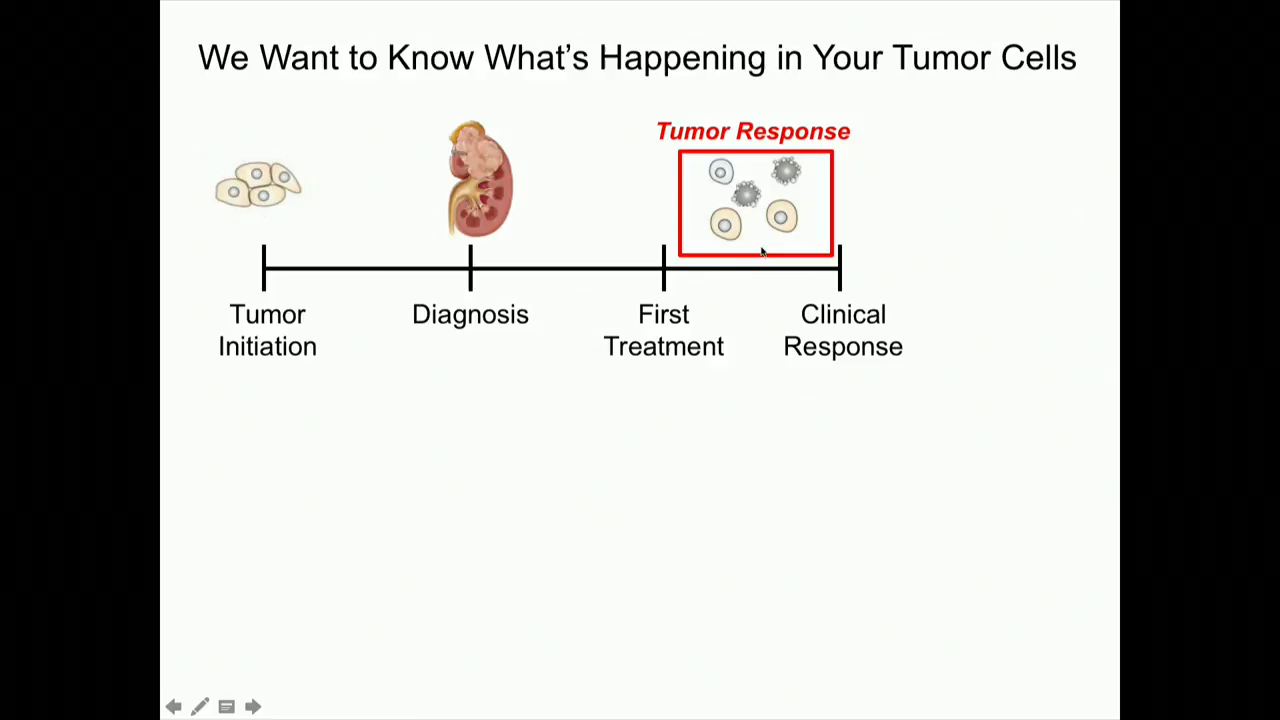 We Want to Know What's Happening in Your Tumor Cells
Tumor Response
Tumor
Initiation
Diagnosis
First
Treatment
Clinical
Response